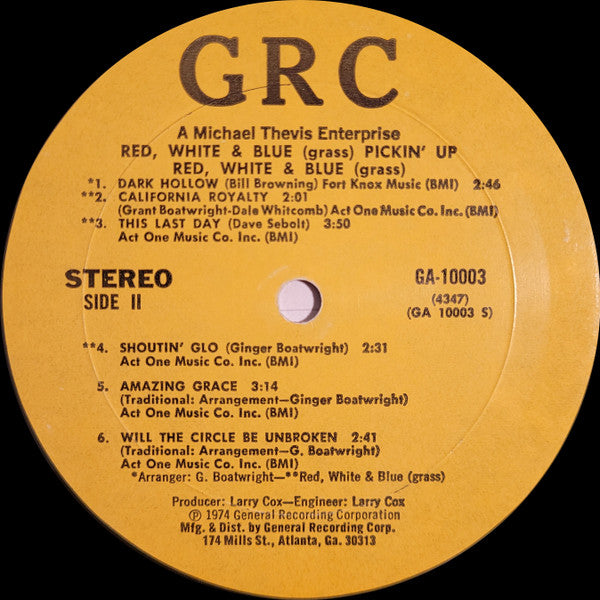 GRC
A Michael Thevis Enterprise
RED, WHITE & BLUE (grass) PICKIN' UP
RED, WHITE & BLUE (grass)
*1. DARK HOLLOW (Bill Browning) Fort Knox Music (BMI) 2:46
**2. CALIFORNIA ROYALTY 2:01
(Grant Boatwright-Dale Whitcomb) Act One Music Co. Inc. (BMI)
**3. THIS LAST DAY (Dave Sebolt) 3:50
Act One Music Co. Inc. (BMI)
STEREO
SIDE II
GA-10003
(4347)
(GA 10003 S)
**4. SHOUTIN' GLO (Ginger Boatwright) 2:31
Act One Music Co. Inc. (BMI)
5. AMAZING GRACE 3:14
(Traditional: Arrangement—Ginger Boatwright)
Act One Music Co. Inc. (BMI)
6. WILL THE CIRCLE BE UNBROKEN 2:41
(Traditional: Arrangement—G. Boatwright)
Act One Music Co. Inc. (BMI)
*Arranger: G. Boatwright—**Red, White & Blue (grass)
Producer: Larry Cox—Engineer: Larry Cox
Ⓟ 1974 General Recording Corporation
Mfg. & Dist. by General Recording Corp.
174 Mills St., Atlanta, Ga. 30313